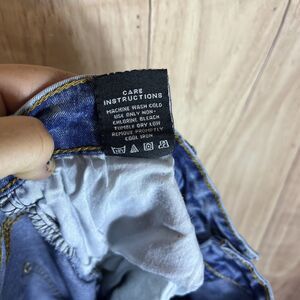 CARE
INSTRUCTIONS
MACHINE WASH COLD
USE ONLY NON-
CHLORINE BLEACH
TUMBLE DRY LOW
REMOVE PROMPTLY
COOL IRON